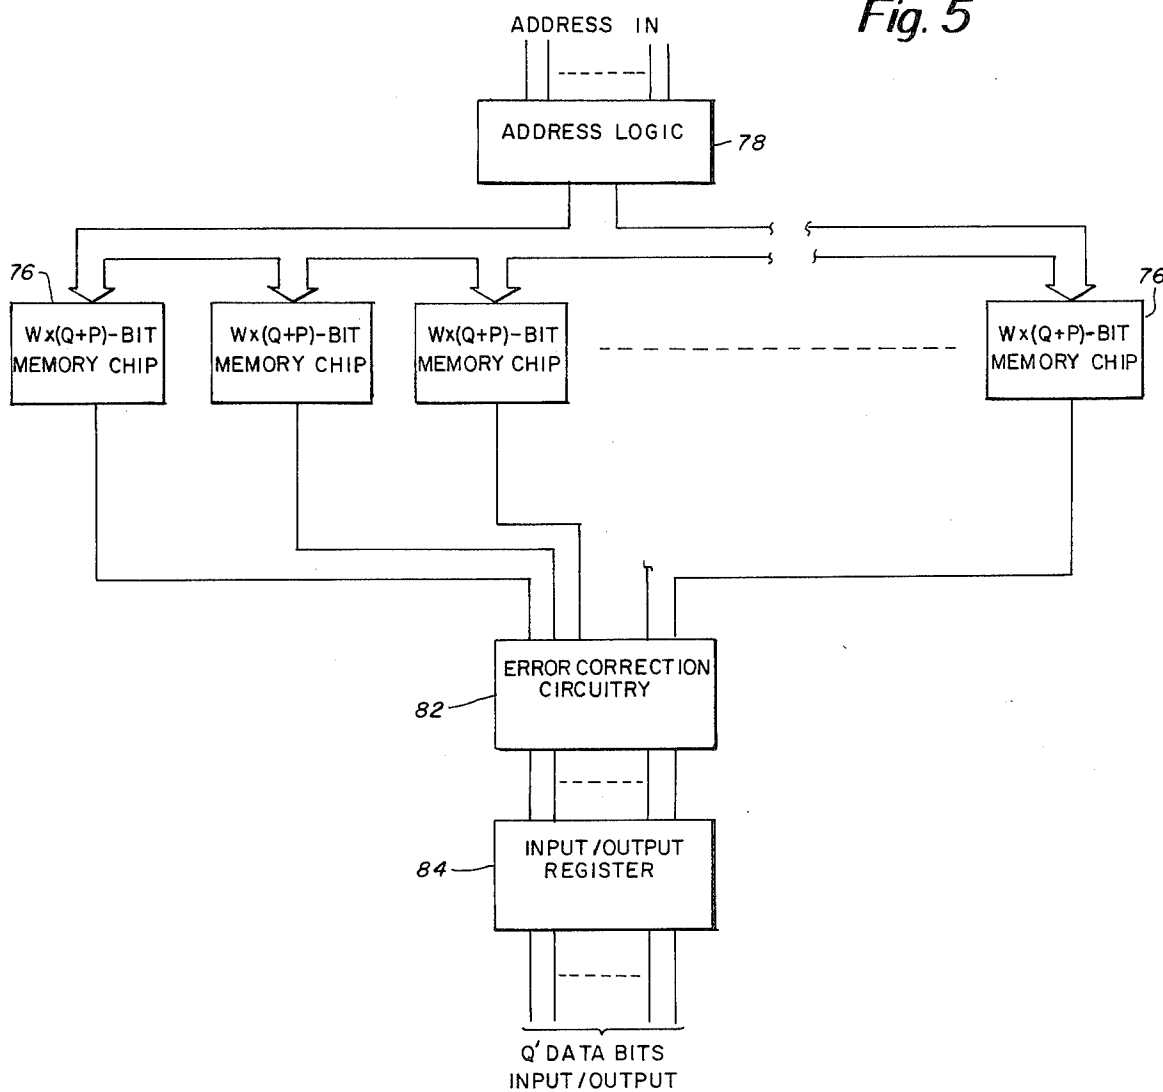 Fig. 5
ADDRESS IN
ADDRESS LOGIC
78
76
76
Wx(Q+P)-BIT
MEMORY CHIP
Wx(Q+P)-BIT
MEMORY CHIP
Wx(Q+P)-BIT
MEMORY CHIP
Wx(Q+P)-BIT
MEMORY CHIP
ERROR CORRECTION
CIRCUITRY
82
INPUT/OUTPUT
REGISTER
84
Q' DATA BITS
INPUT/OUTPUT